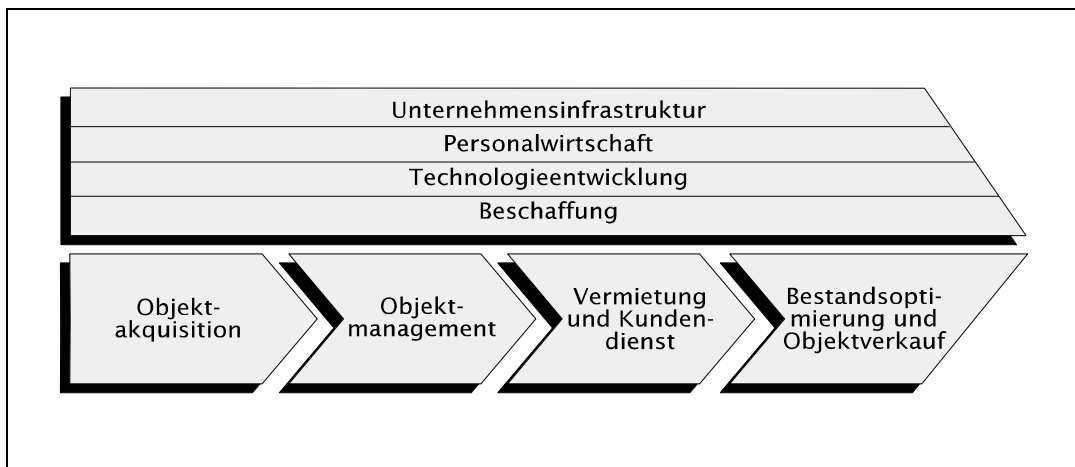 Unternehmensinfrastruktur
Personalwirtschaft
Technologieentwicklung
Beschaffung
Objekt-
akquisition
Objekt-
management
Vermietung
und Kunden-
dienst
Bestandsopti-
mierung und
Objektverkauf